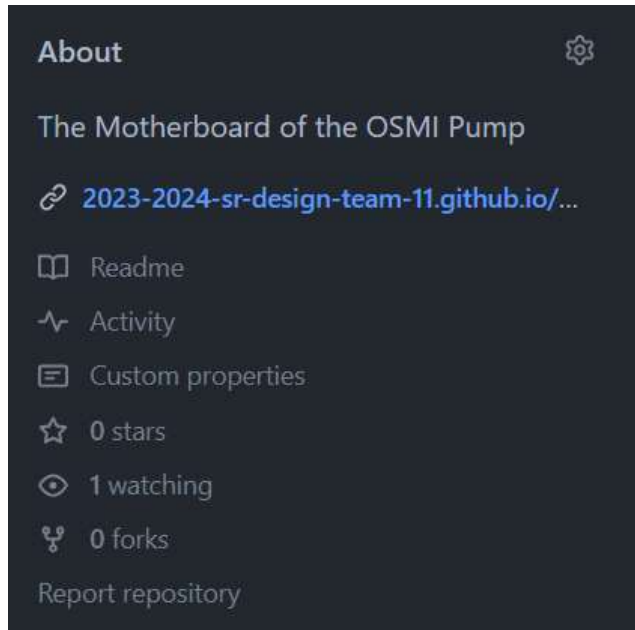 About
The Motherboard of the OSMI Pump
2023-2024-sr-design-team-11.github.io/...
Readme
Activity
Custom properties
0 stars
1 watching
0 forks
Report repository